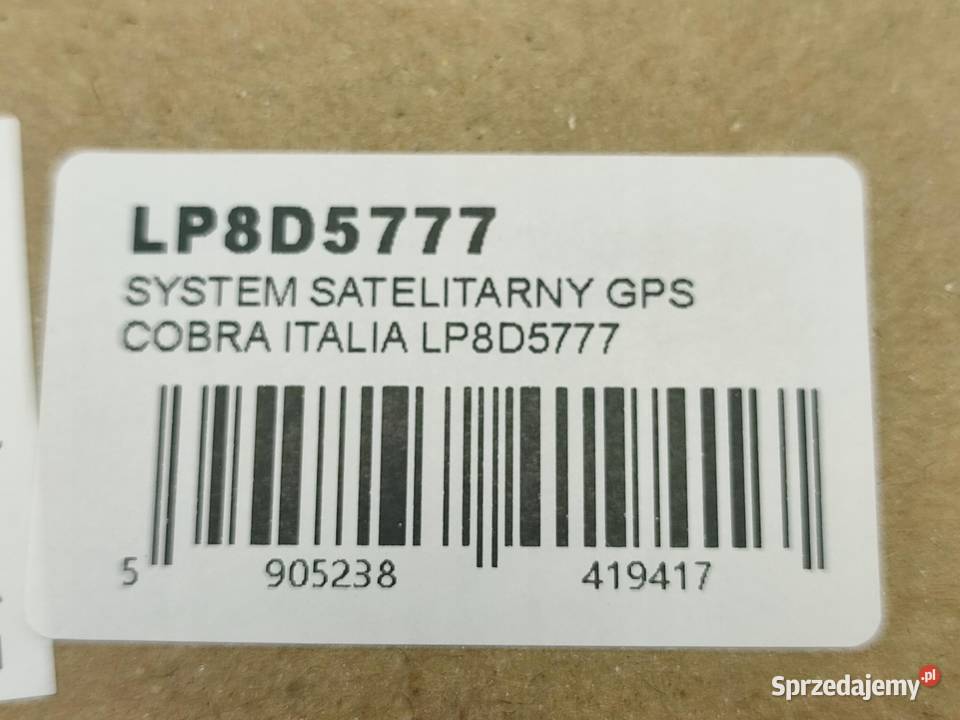 LP8D5777
SYSTEM SATELITARNY GPS
COBRA ITALIA LP8D5777
5 905238 419417
Sprzedajemy.pl